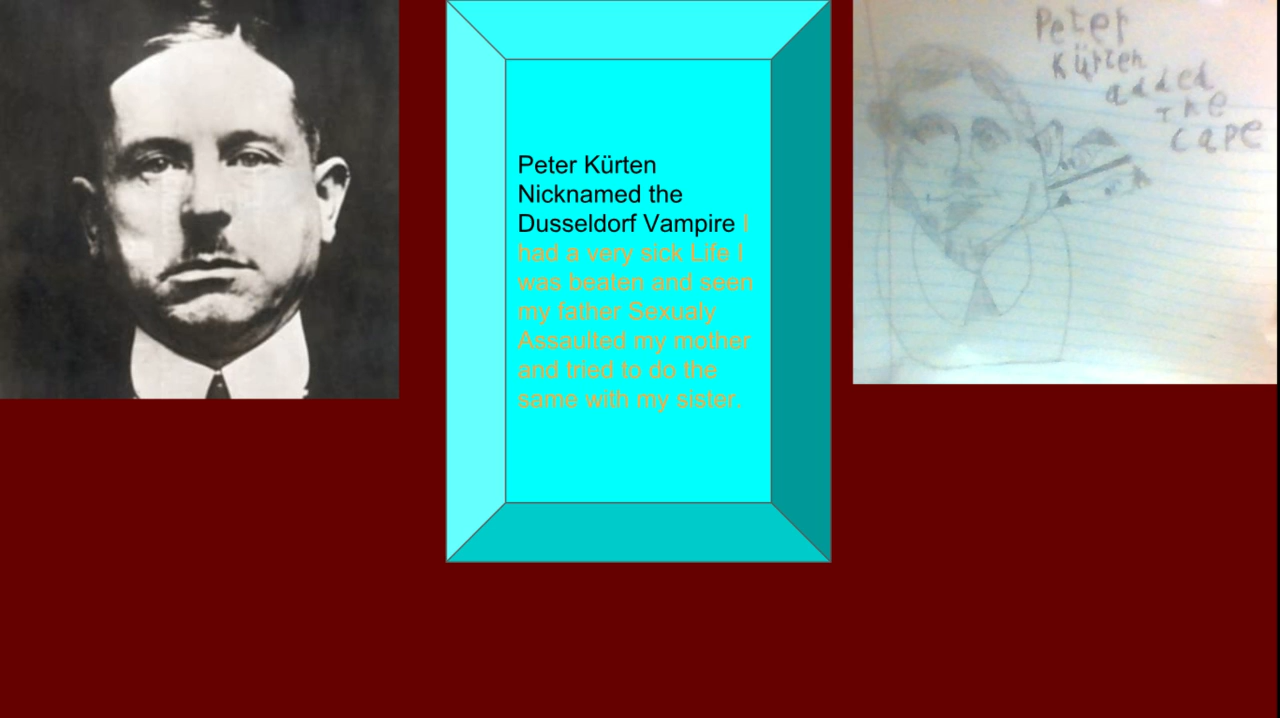 Peter Kürten
Nicknamed the
Dusseldorf Vampire I
had a very sick Life I
was beaten and seen
my father Sexualy
Assaulted my mother
and tried to do the
same with my sister.
Peter
Kürten
added
The
cape